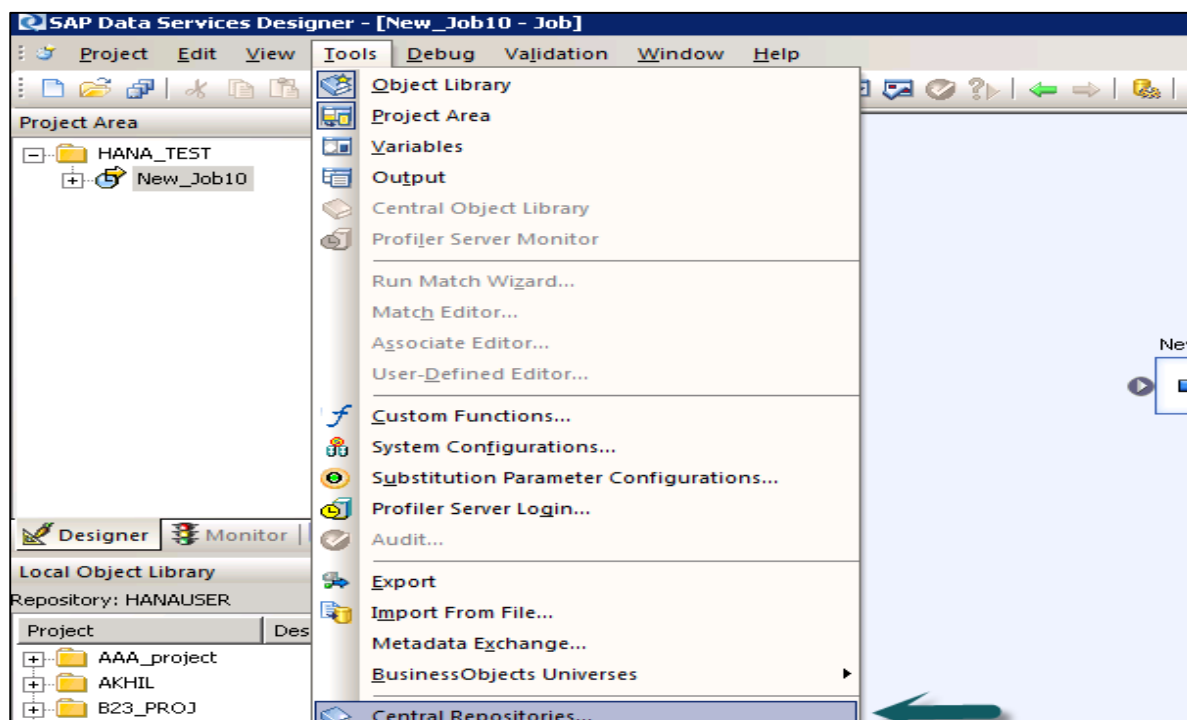 SAP Data Services Designer - [New_Job10 - Job]
Project Edit View Tools Debug Validation Window Help
Project Area
HANA_TEST
New_Job10
Object Library
Project Area
Variables
Output
Central Object Library
Profiler Server Monitor
Run Match Wizard...
Match Editor...
Associate Editor...
User-Defined Editor...
Custom Functions...
System Configurations...
Substitution Parameter Configurations...
Profiler Server Login...
Audit...
Export
Import From File...
Metadata Exchange...
BusinessObjects Universes
Central Repositories...
Designer Monitor
Local Object Library
Repository: HANAUSER
Project Des
AAA_project
AKHIL
B23_PROJ